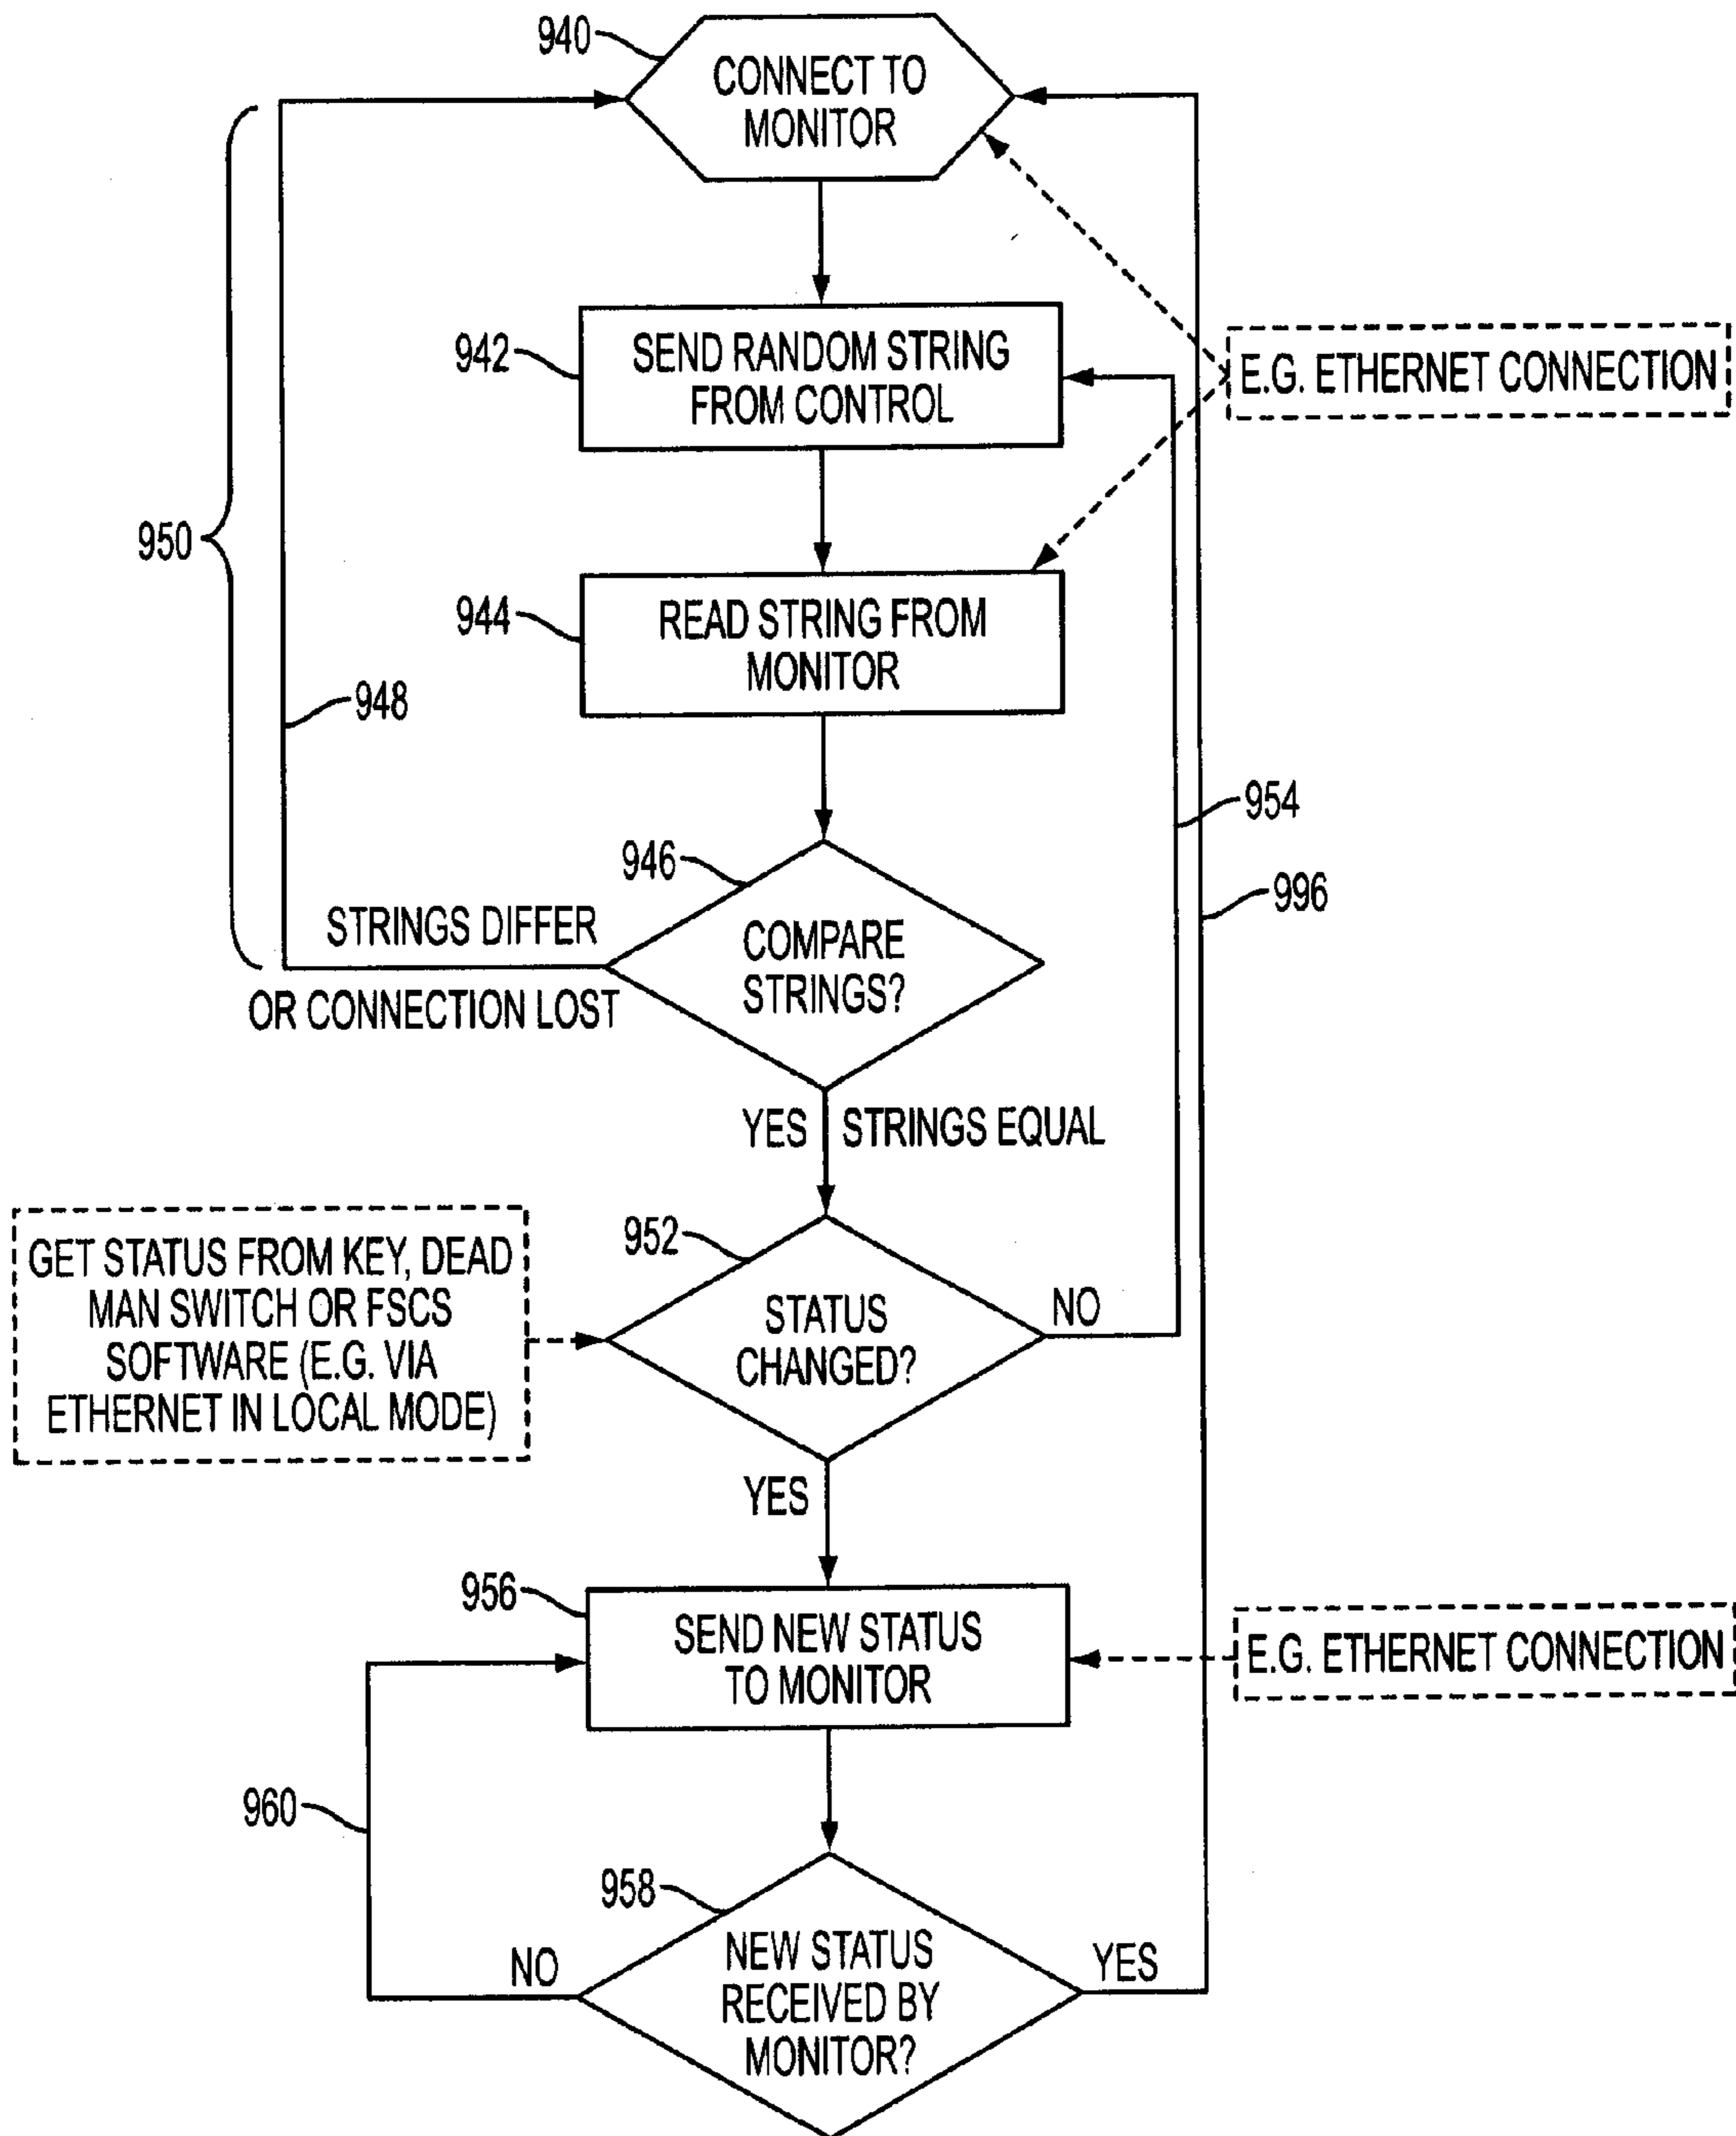 940
CONNECT TO
MONITOR
942
SEND RANDOM STRING
FROM CONTROL
E.G. ETHERNET CONNECTION
950
944
READ STRING FROM
MONITOR
948
954
946
996
STRINGS DIFFER
OR CONNECTION LOST
COMPARE
STRINGS?
YES
STRINGS EQUAL
GET STATUS FROM KEY, DEAD
MAN SWITCH OR FSCS
SOFTWARE (E.G. VIA
ETHERNET IN LOCAL MODE)
952
STATUS
CHANGED?
NO
YES
956
SEND NEW STATUS
TO MONITOR
E.G. ETHERNET CONNECTION
960
958
NEW STATUS
RECEIVED BY
MONITOR?
NO
YES